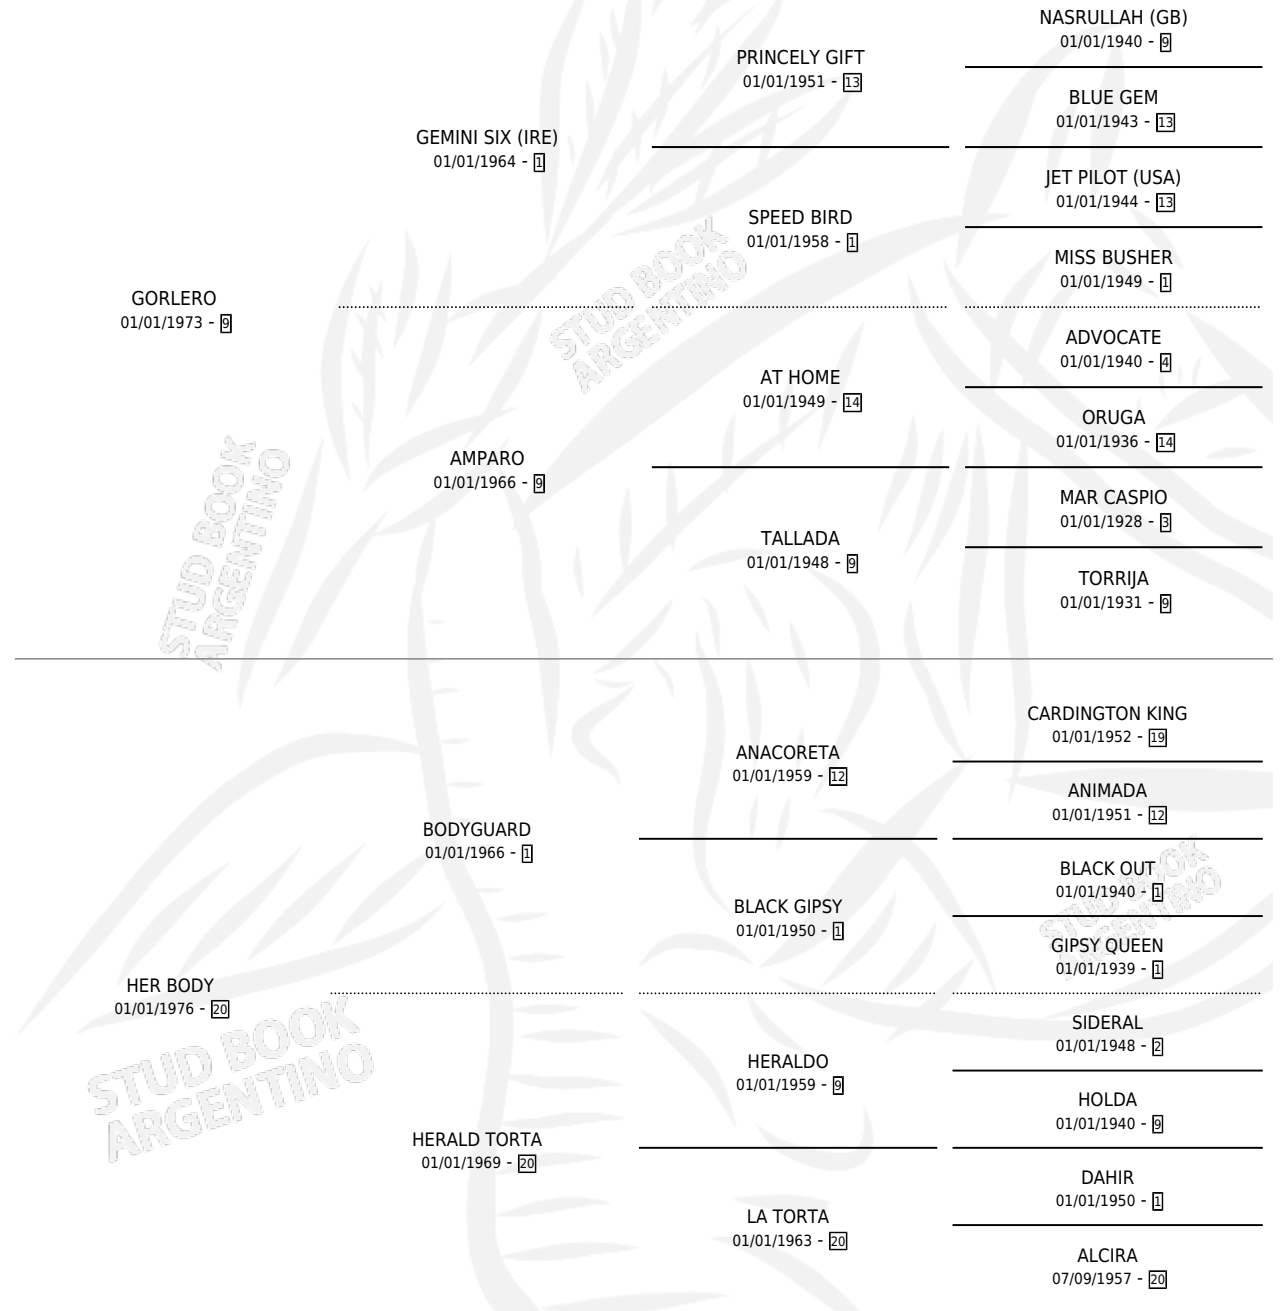 NASRULLAH (GB)
01/01/1940 - 9
PRINCELY GIFT
01/01/1951 - 13
BLUE GEM
01/01/1943 - 13
GEMINI SIX (IRE)
01/01/1964 - 1
JET PILOT (USA)
01/01/1944 - 13
SPEED BIRD
01/01/1958 - 1
MISS BUSHER
01/01/1949 - 1
GORLERO
01/01/1973 - 9
ADVOCATE
01/01/1940 - 4
AT HOME
01/01/1949 - 14
ORUGA
01/01/1936 - 14
AMPARO
01/01/1966 - 9
MAR CASPIO
01/01/1928 - 3
TALLADA
01/01/1948 - 9
TORRIJA
01/01/1931 - 9
CARDINGTON KING
01/01/1952 - 19
ANACORETA
01/01/1959 - 12
ANIMADA
01/01/1951 - 12
BODYGUARD
01/01/1966 - 1
BLACK OUT
01/01/1940 - 1
BLACK GIPSY
01/01/1950 - 1
GIPSY QUEEN
01/01/1939 - 1
HER BODY
01/01/1976 - 20
SIDERAL
01/01/1948 - 2
HERALDO
01/01/1959 - 9
HOLDA
01/01/1940 - 9
HERALD TORTA
01/01/1969 - 20
DAHIR
01/01/1950 - 1
LA TORTA
01/01/1963 - 20
ALCIRA
07/09/1957 - 20
STUD BOOK
ARGENTINO
STUD BOOK
ARGENTINO
STUD BOOK
ARGENTINO
STUD BOOK
ARGENTINO